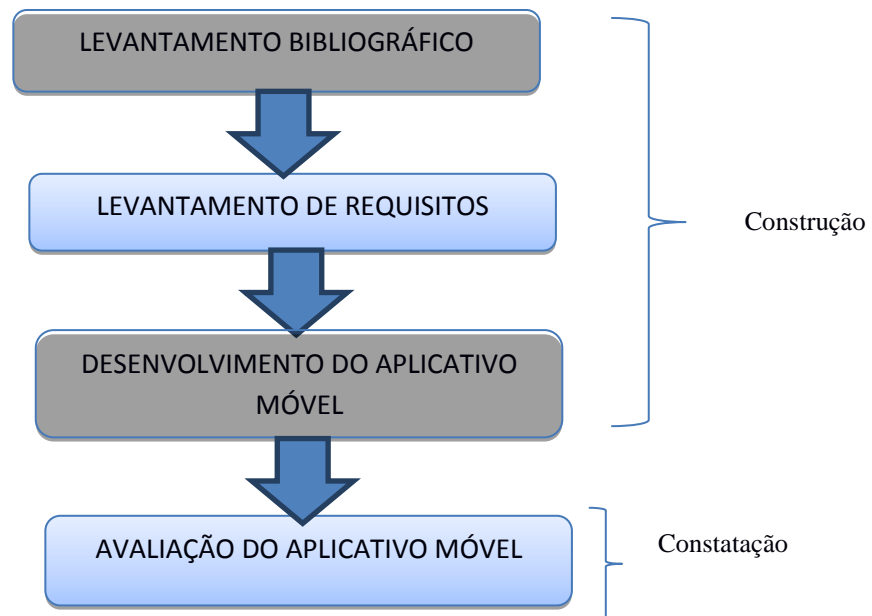 LEVANTAMENTO BIBLIOGRÁFICO
LEVANTAMENTO DE REQUISITOS
Construção
DESENVOLVIMENTO DO APLICATIVO
MÓVEL
AVALIAÇÃO DO APLICATIVO MÓVEL
Constatação